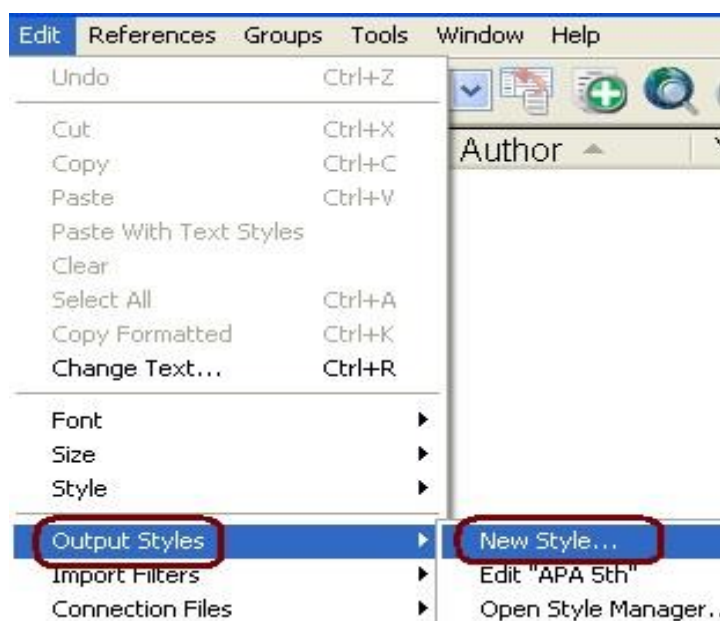 Edit References Groups Tools Window Help
Undo Ctrl+Z
Cut Ctrl+X
Author
Copy Ctrl+C
Paste Ctrl+V
Paste With Text Styles
Clear
Select All Ctrl+A
Copy Formatted Ctrl+K
Change Text... Ctrl+R
Font
Size
Style
Output Styles New Style...
Import Filters Edit "APA 5th"
Connection Files Open Style Manager..